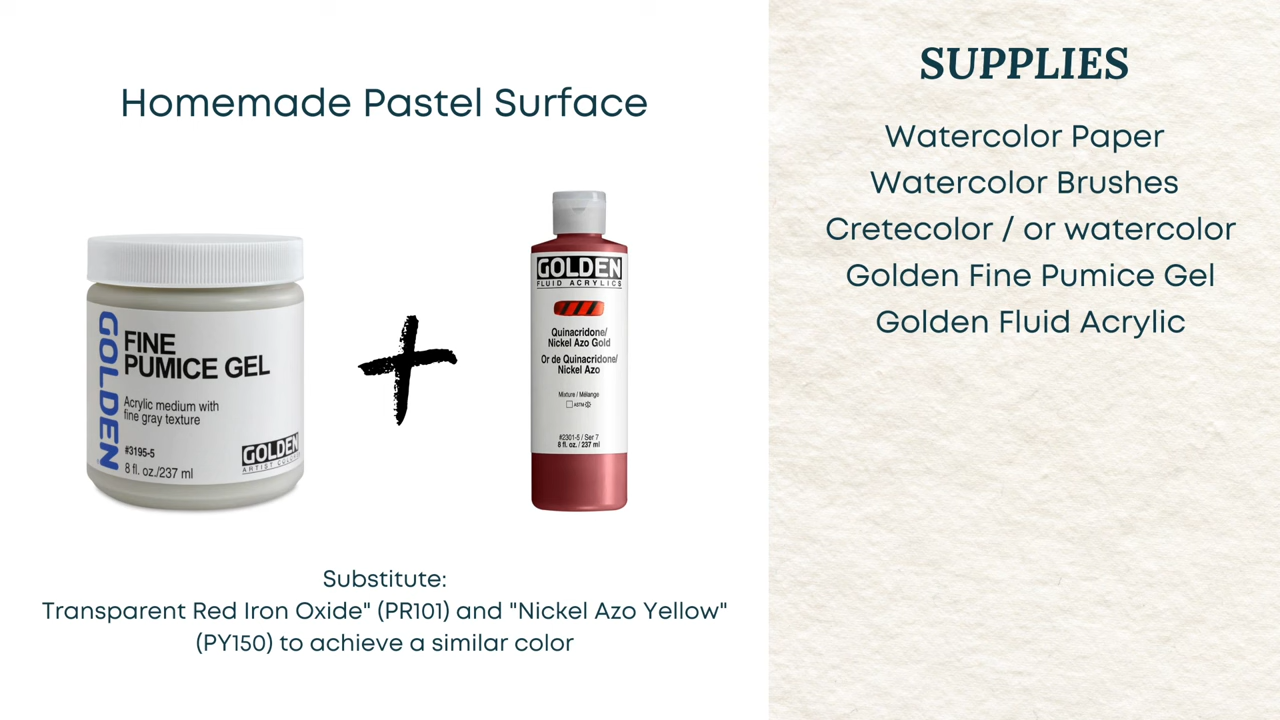 Homemade Pastel Surface
GOLDEN
FINE
PUMICE GEL
Acrylic medium with
fine gray texture
#3195-5
8 fl. oz./237 ml
GOLDEN
ARTIST COLORS
GOLDEN
FLUID ACRYLICS
Quinacridone/
Nickel Azo Gold
Or de Quinacridone/
Nickel Azo
Mixture / Mélange
ASTM
#2301-5 / Ser 7
8 fl. oz. / 237 ml
Substitute:
Transparent Red Iron Oxide" (PR101) and "Nickel Azo Yellow"
(PY150) to achieve a similar color
SUPPLIES
Watercolor Paper
Watercolor Brushes
Cretecolor / or watercolor
Golden Fine Pumice Gel
Golden Fluid Acrylic